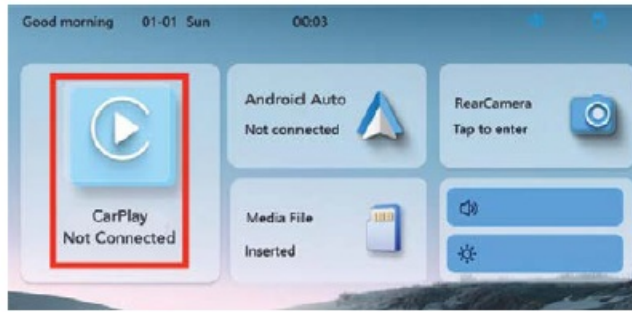 Good morning 01-01 Sun 00:03
CarPlay
Not Connected
Android Auto
Not connected
RearCamera
Tap to enter
Media File
Inserted